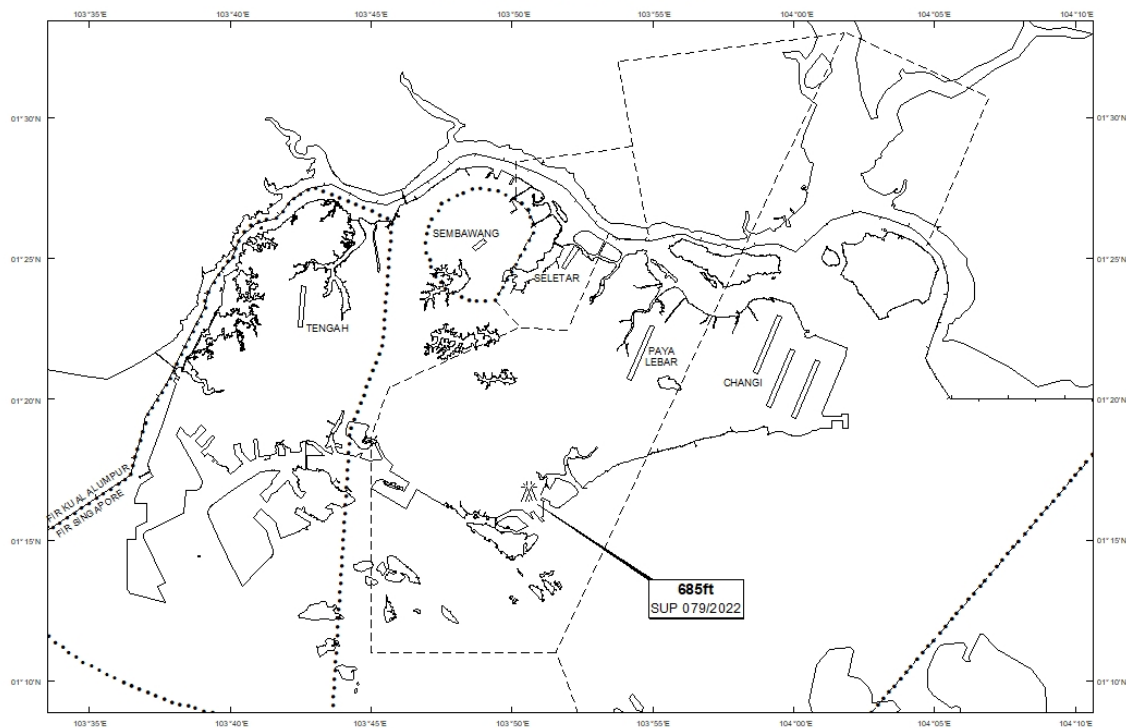 103°35'E 103°40'E 103°45'E 103°50'E 103°55'E 104°00'E 104°05'E 104°10'E
01°30'N 01°30'N
SEMBAWANG
01°25'N 01°25'N
SELETAR
TENGAH
PAYA
LEBAR
CHANGI
01°20'N 01°20'N
FIR KUALALUMPUR
FIR SINGAPORE
01°15'N 01°15'N
685ft
SUP 079/2022
01°10'N 01°10'N
103°35'E 103°40'E 103°45'E 103°50'E 103°55'E 104°00'E 104°05'E 104°10'E